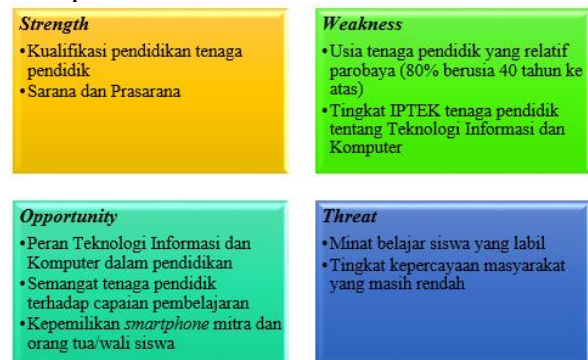 Strength
•Kualifikasi pendidikan tenaga
pendidik
•Sarana dan Prasarana
Weakness
•Usia tenaga pendidik yang relatif
parobaya (80% berusia 40 tahun ke
atas)
•Tingkat IPTEK tenaga pendidik
tentang Teknologi Informasi dan
Komputer
Opportunity
•Peran Teknologi Informasi dan
Komputer dalam pendidikan
•Semangat tenaga pendidik
terhadap capaian pembelajaran
•Kepemilikan smartphone mitra dan
orang tua/wali siswa
Threat
•Minat belajar siswa yang labil
•Tingkat kepercayaan masyarakat
yang masih rendah